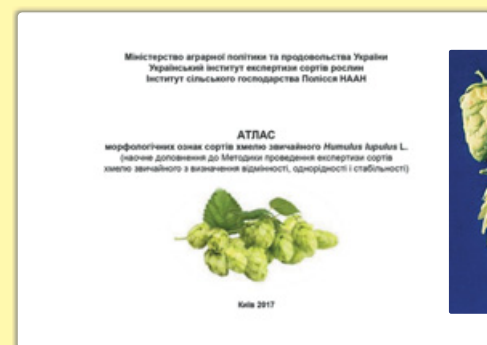 Міністерство аграрної політики та продовольства України
Український інститут експертизи сортів рослин
Інститут сільського господарства Полісся НААН
АТЛАС
морфологічних ознак сортів хмелю звичайного Humulus lupulus L.
(наочне доповнення до Методики проведення експертизи сортів
хмелю звичайного з визначення відмінності, однорідності і стабільності)
Київ 2017